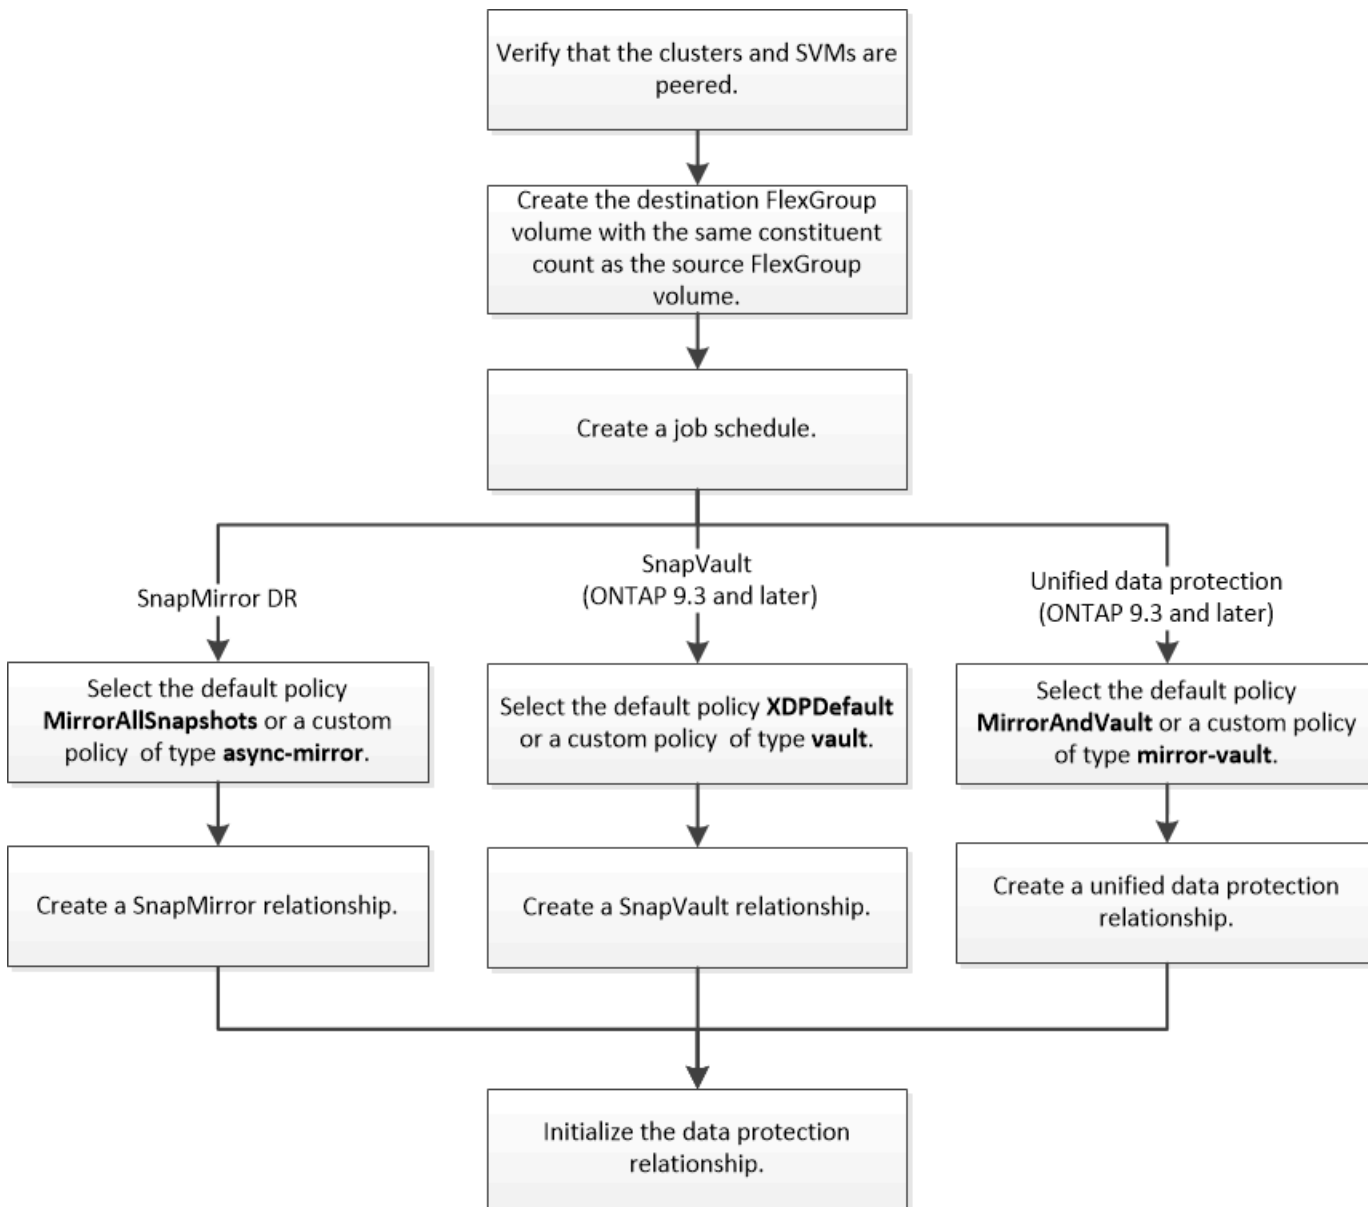 Verify that the clusters and SVMs are
peered.
Create the destination FlexGroup
volume with the same constituent
count as the source FlexGroup
volume.
Create a job schedule.
SnapMirror DR
SnapVault
(ONTAP 9.3 and later)
Unified data protection
(ONTAP 9.3 and later)
Select the default policy
MirrorAllSnapshots or a custom
policy of type async-mirror.
Select the default policy XDPDefault
or a custom policy of type vault.
Select the default policy
MirrorAndVault or a custom policy
of type mirror-vault.
Create a SnapMirror relationship.
Create a SnapVault relationship.
Create a unified data protection
relationship.
Initialize the data protection
relationship.